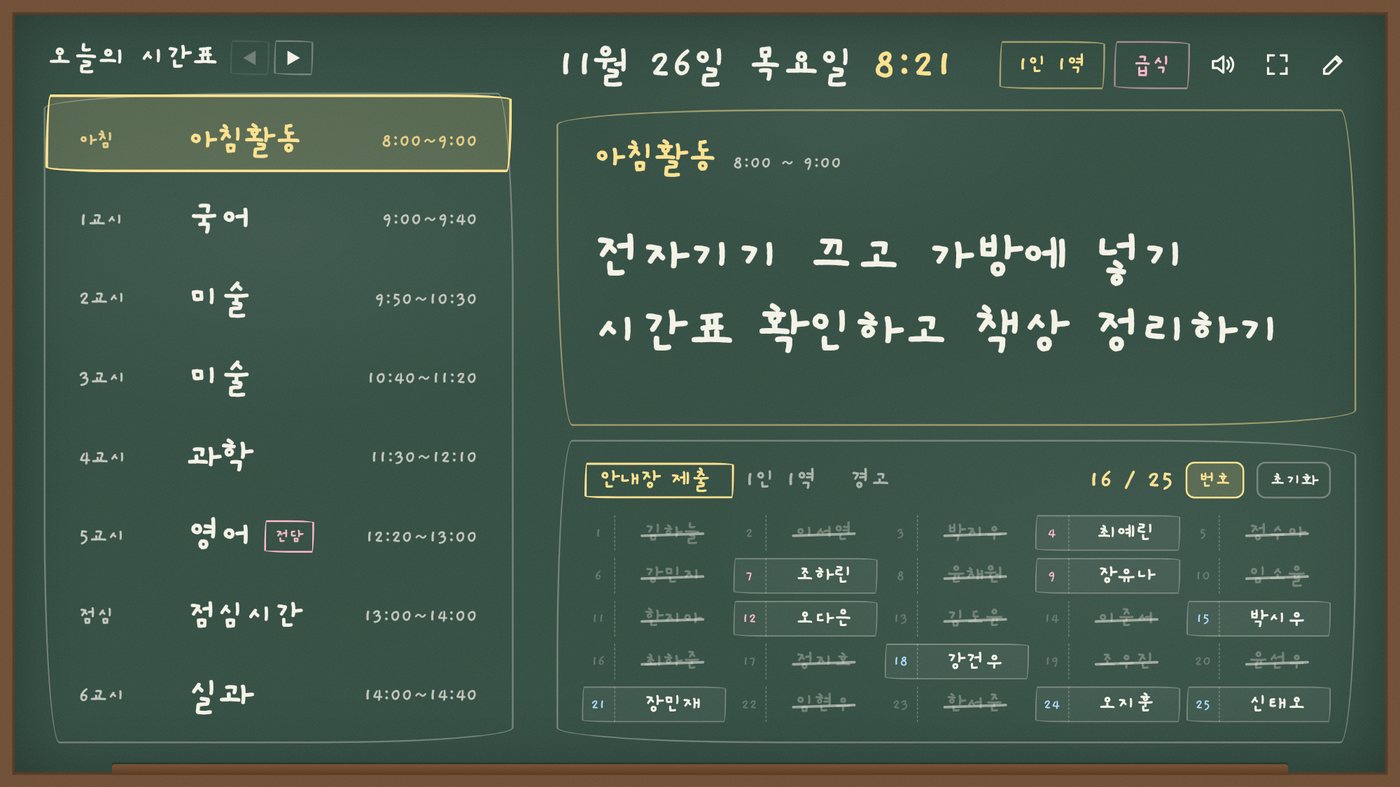 오늘의 시간표 ◀ ▶
11월 26일 목요일 8:21 1인 1역 급식
아침 아침활동 8:00~9:00
1교시 국어 9:00~9:40
2교시 미술 9:50~10:30
3교시 미술 10:40~11:20
4교시 과학 11:30~12:10
5교시 영어 전담 12:20~13:00
점심 점심시간 13:00~14:00
6교시 실과 14:00~14:40
아침활동 8:00 ~ 9:00
전자기기 끄고 가방에 넣기
시간표 확인하고 책상 정리하기
안내장 제출 1인 1역 경고 16 / 25 번호 초기화
1 김하늘 2 이서연 3 박지우 4 최예린 5 정수아
6 강민지 7 조하린 8 윤채원 9 장유나 10 임소율
11 한지아 12 오다은 13 김도윤 14 이준서 15 박시우
16 최하준 17 정지호 18 강건우 19 조우진 20 윤선우
21 장민재 22 임현우 23 한서준 24 오지훈 25 신태오